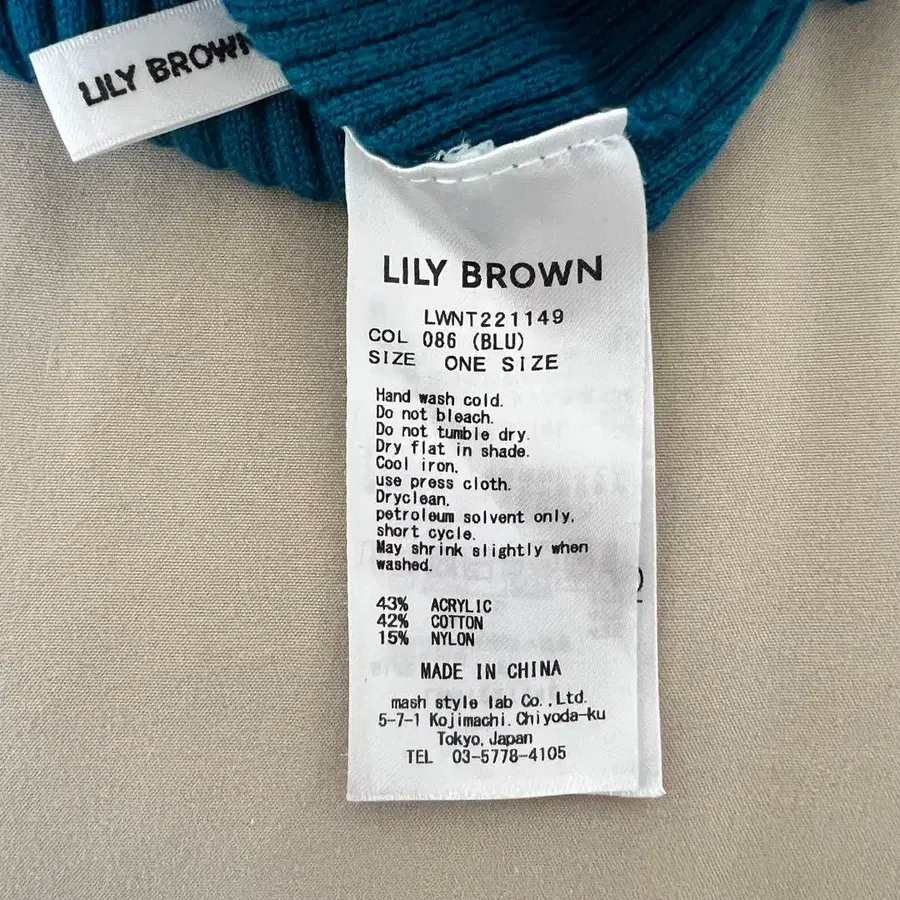 LILY BROWN
LILY BROWN
LWNT221149
COL 086 (BLU)
SIZE ONE SIZE
Hand wash cold.
Do not bleach.
Do not tumble dry.
Dry flat in shade.
Cool iron.
use press cloth.
Dryclean.
petroleum solvent only.
short cycle.
May shrink slightly when
washed.
43% ACRYLIC
42% COTTON
15% NYLON
MADE IN CHINA
mash style lab Co.,Ltd.
5-7-1 Kojimachi.Chiyoda-ku
Tokyo,Japan
TEL 03-5778-4105